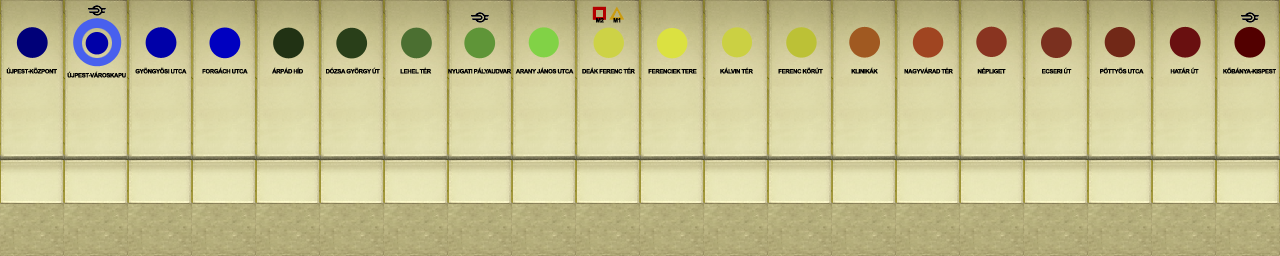 M2 M1
ÚJPEST-KÖZPONT
ÚJPEST-VÁROSKAPU
GYÖNGYÖSI UTCA
FORGÁCH UTCA
ÁRPÁD HÍD
DÓZSA GYÖRGY ÚT
LEHEL TÉR
NYUGATI PÁLYAUDVAR
ARANY JÁNOS UTCA
DEÁK FERENC TÉR
FERENCIEK TERE
KÁLVIN TÉR
FERENC KÖRÚT
KLINIKÁK
NAGYVÁRAD TÉR
NÉPLIGET
ECSERI ÚT
PÖTTYÖS UTCA
HATÁR ÚT
KŐBÁNYA-KISPEST